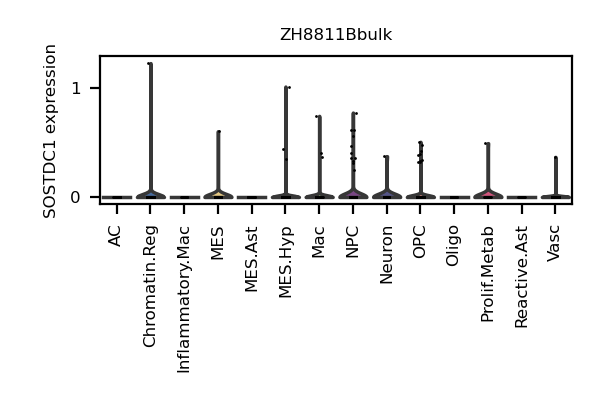 ZH8811Bbulk
SOSTDC1 expression
1
0
AC
Chromatin.Reg
Inflammatory.Mac
MES
MES.Ast
MES.Hyp
Mac
NPC
Neuron
OPC
Oligo
Prolif.Metab
Reactive.Ast
Vasc